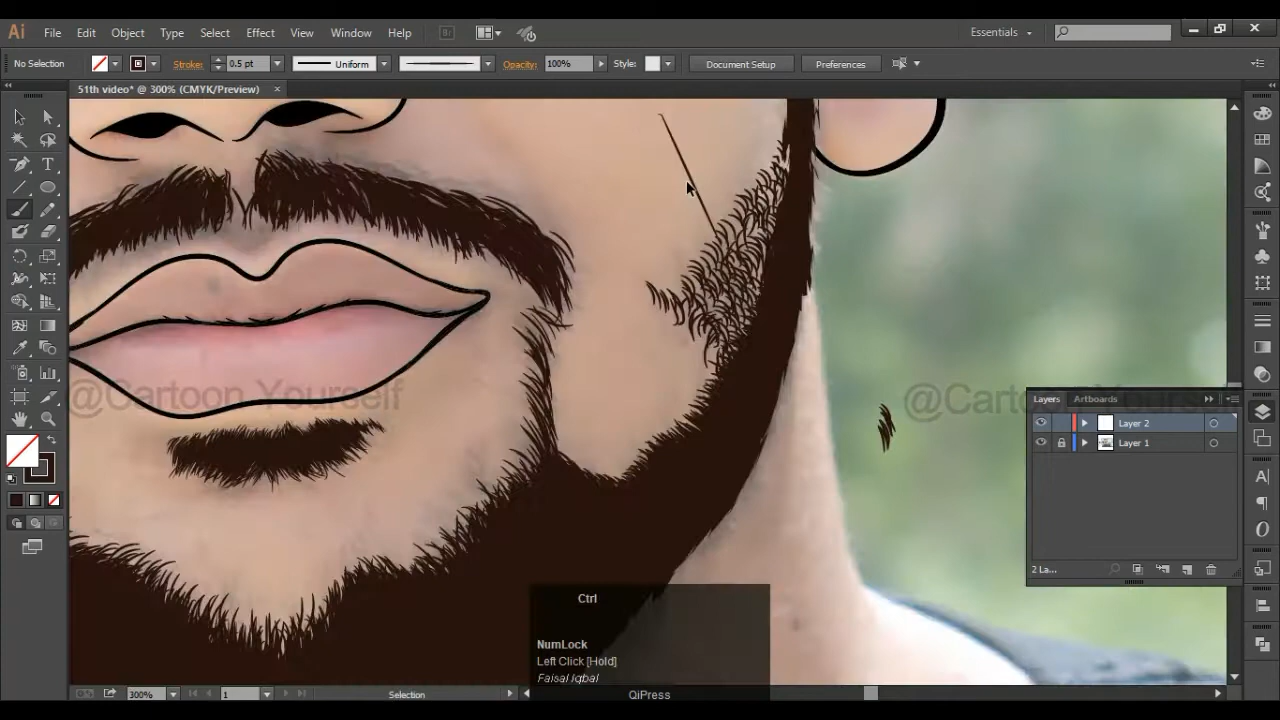 Ai File Edit Object Type Select Effect View Window Help Br Essentials
No Selection Stroke: 0.5 pt Uniform Opacity: 100% Style: Document Setup Preferences
51th video* @ 300% (CMYK/Preview) ×
@Cartoon Yourself
@Cartoon Yourself
Layers Artboards
Layer 2
Layer 1
2 La...
Ctrl
NumLock
Left Click [Hold]
Faisal Iqbal
QiPress
300% 1 Selection